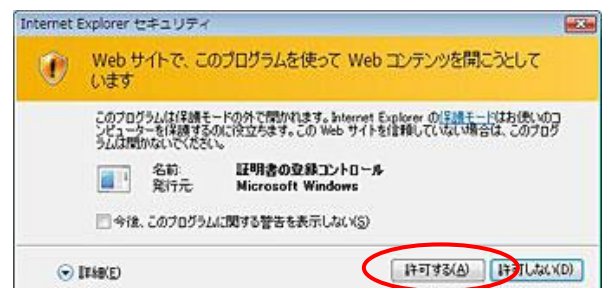 Internet Explorer セキュリティ
Web サイトで、このプログラムを使って Web コンテンツを開こうとして
います
このプログラムは保護モードの外で開かれます。Internet Explorer の保護モードはお使いのコ
ンピューターを保護するのに役立ちます。この Web サイトを信頼していない場合は、このプログ
ラムは開かないでください。
名前: 証明書の登録コントロール
発行元: Microsoft Windows
今後、このプログラムに関する警告を表示しない(S)
詳細(E) 許可する(A) 許可しない(D)